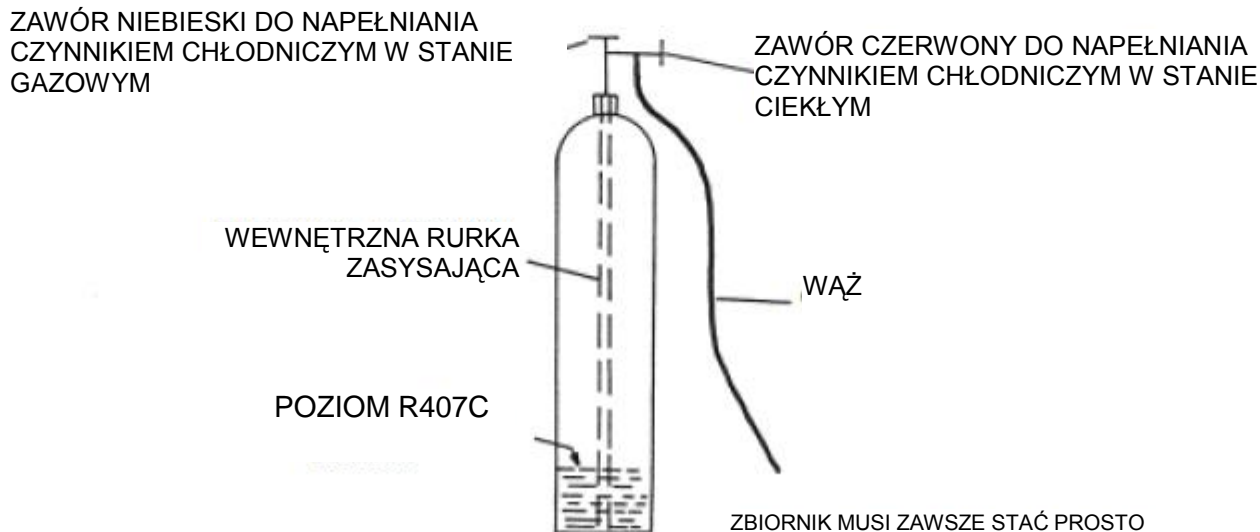 ZAWÓR NIEBIESKI DO NAPEŁNIANIA
CZYNNIKIEM CHŁODNICZYM W STANIE
GAZOWYM
ZAWÓR CZERWONY DO NAPEŁNIANIA
CZYNNIKIEM CHŁODNICZYM W STANIE
CIEKŁYM
WEWNĘTRZNA RURKA
ZASYSAJĄCA
WĄŻ
POZIOM R407C
ZBIORNIK MUSI ZAWSZE STAĆ PROSTO